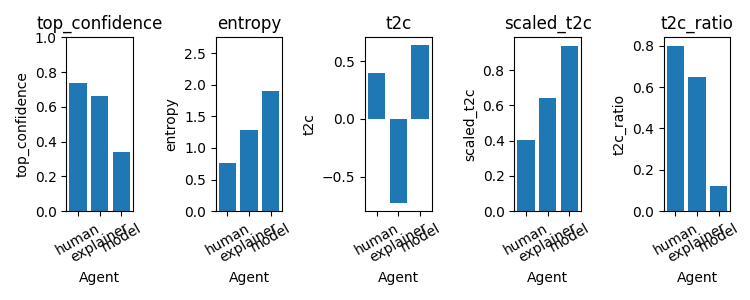 top_confidence
top_confidence
1.0
0.8
0.6
0.4
0.2
0.0
human
explainer
model
Agent
entropy
entropy
2.5
2.0
1.5
1.0
0.5
0.0
human
explainer
model
Agent
t2c
t2c
0.5
0.0
−0.5
human
explainer
model
Agent
scaled_t2c
scaled_t2c
0.8
0.6
0.4
0.2
0.0
human
explainer
model
Agent
t2c_ratio
t2c_ratio
0.8
0.6
0.4
0.2
0.0
human
explainer
model
Agent